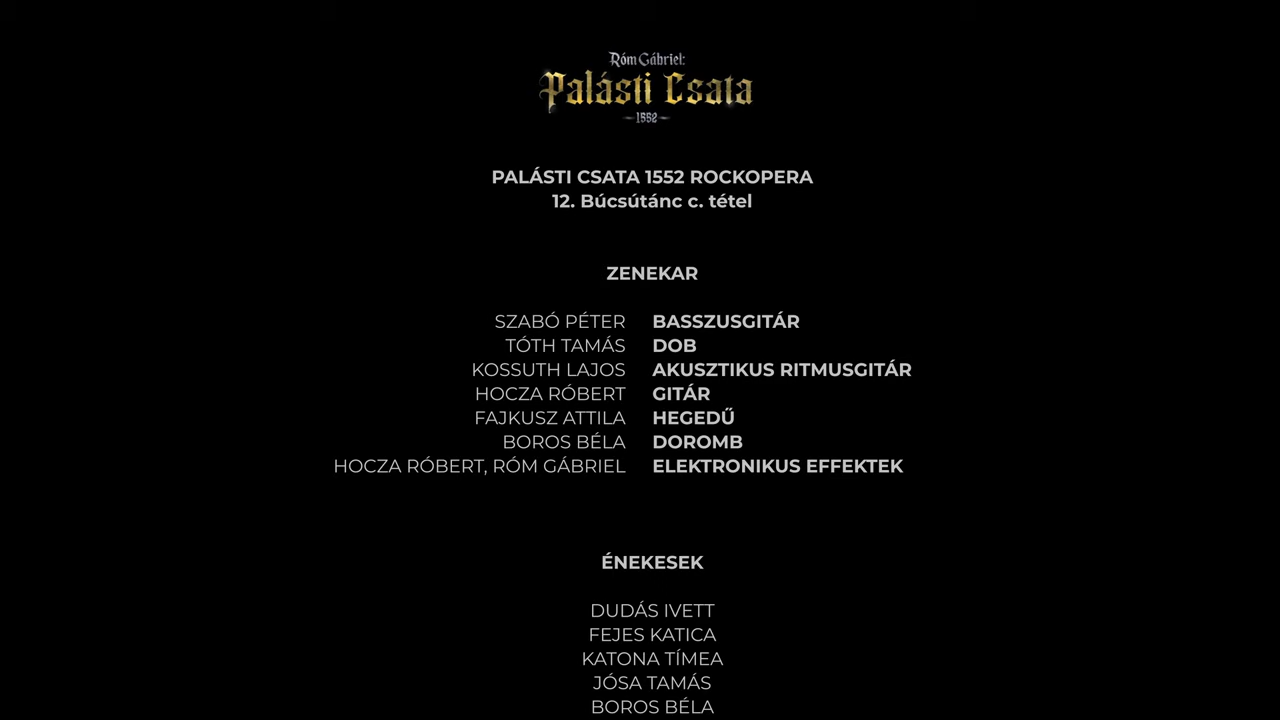 Róm Gábriel:
Palásti Csata
1552
PALÁSTI CSATA 1552 ROCKOPERA
12. Búcsútánc c. tétel
ZENEKAR
SZABÓ PÉTER BASSZUSGITÁR
TÓTH TAMÁS DOB
KOSSUTH LAJOS AKUSZTIKUS RITMUSGITÁR
HOCZA RÓBERT GITÁR
FAJKUSZ ATTILA HEGEDŰ
BOROS BÉLA DOROMB
HOCZA RÓBERT, RÓM GÁBRIEL ELEKTRONIKUS EFFEKTEK
ÉNEKESEK
DUDÁS IVETT
FEJES KATICA
KATONA TÍMEA
JÓSA TAMÁS
BOROS BÉLA